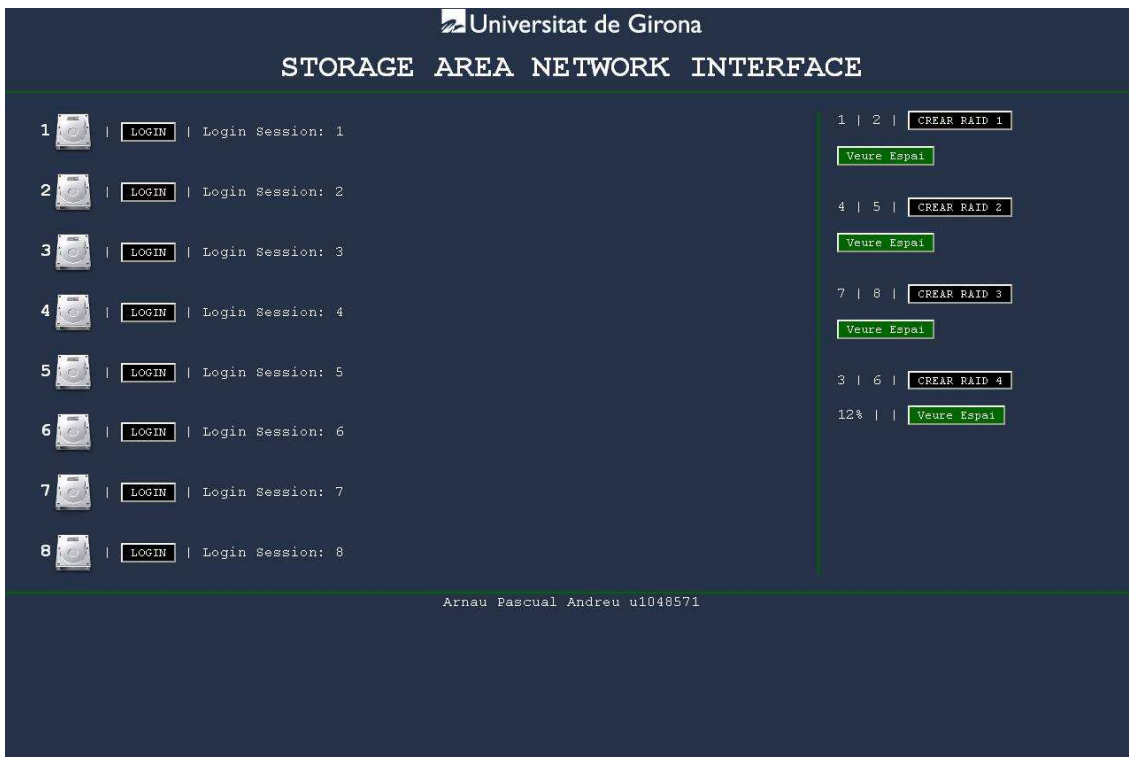 Universitat de Girona
STORAGE AREA NETWORK INTERFACE
1 | LOGIN | Login Session: 1
2 | LOGIN | Login Session: 2
3 | LOGIN | Login Session: 3
4 | LOGIN | Login Session: 4
5 | LOGIN | Login Session: 5
6 | LOGIN | Login Session: 6
7 | LOGIN | Login Session: 7
8 | LOGIN | Login Session: 8
1 | 2 | CREAR RAID 1
Veure Espai
4 | 5 | CREAR RAID 2
Veure Espai
7 | 8 | CREAR RAID 3
Veure Espai
3 | 6 | CREAR RAID 4
12% | | Veure Espai
Arnau Pascual Andreu u1048571